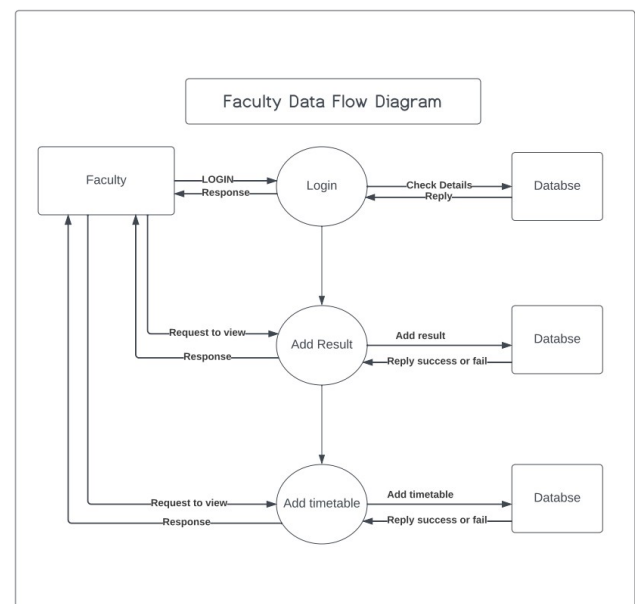 Faculty Data Flow Diagram
Faculty
LOGIN
Response
Login
Check Details
Reply
Databse
Request to view
Response
Add Result
Add result
Reply success or fail
Databse
Request to view
Response
Add timetable
Add timetable
Reply success or fail
Databse